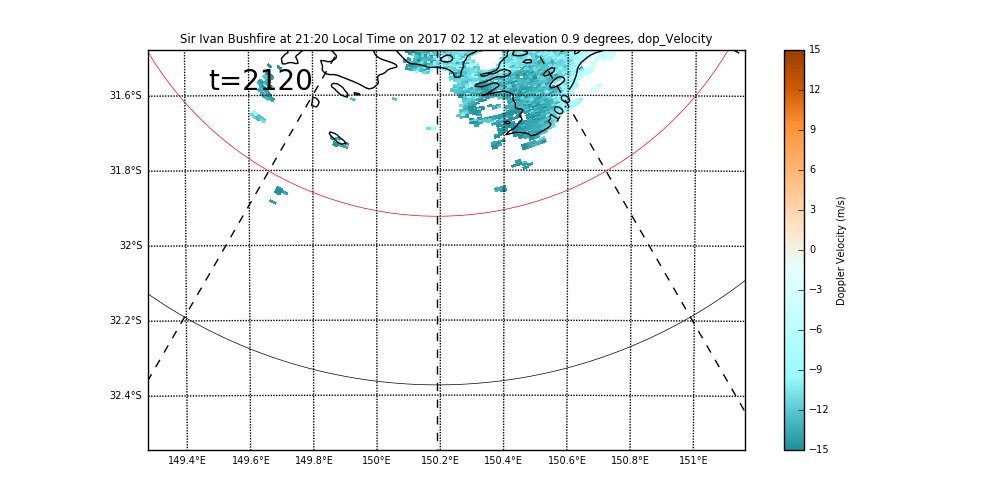 Sir Ivan Bushfire at 21:20 Local Time on 2017 02 12 at elevation 0.9 degrees, dop_Velocity
t=2120
31.6°S
31.8°S
32°S
32.2°S
32.4°S
149.4°E 149.6°E 149.8°E 150°E 150.2°E 150.4°E 150.6°E 150.8°E 151°E
15
12
9
6
3
0
−3
−6
−9
−12
−15
Doppler Velocity (m/s)